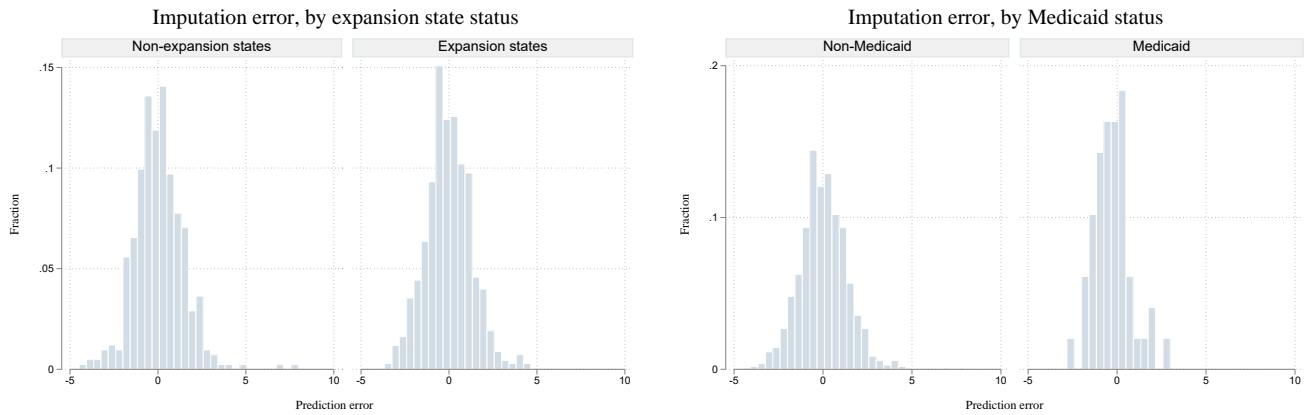 Imputation error, by expansion state status
Non-expansion states
Expansion states
.15
.1
.05
0
Fraction
-5
0
5
10
-5
0
5
10
Prediction error
Imputation error, by Medicaid status
Non-Medicaid
Medicaid
.2
.1
0
Fraction
-5
0
5
10
-5
0
5
10
Prediction error